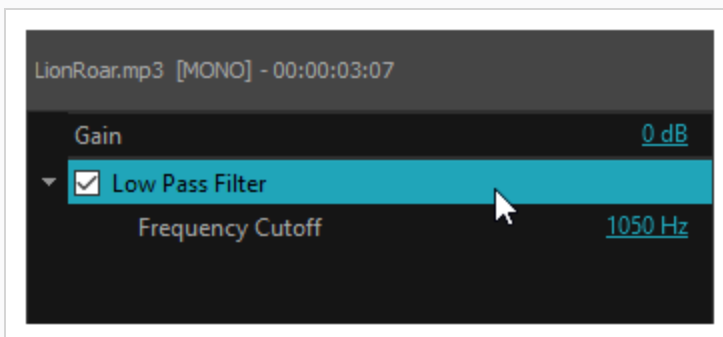 LionRoar.mp3 [MONO] - 00:00:03:07
Gain 0 dB
Low Pass Filter
Frequency Cutoff 1050 Hz